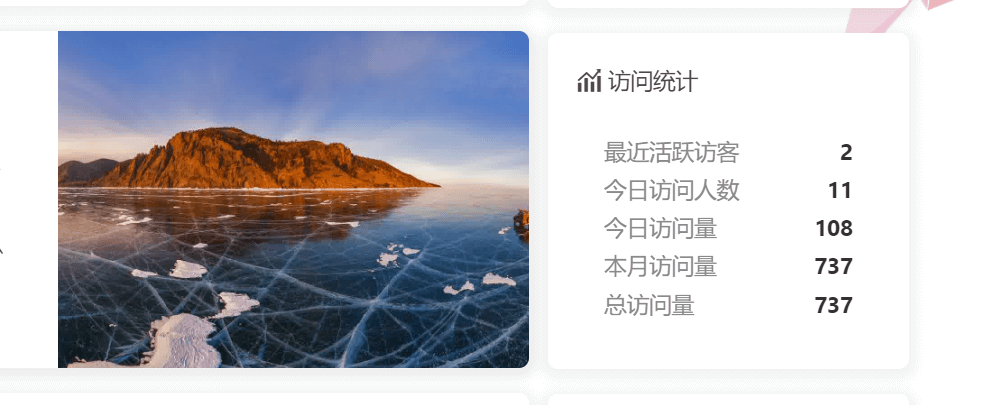 访问统计
最近活跃访客 2
今日访问人数 11
今日访问量 108
本月访问量 737
总访问量 737